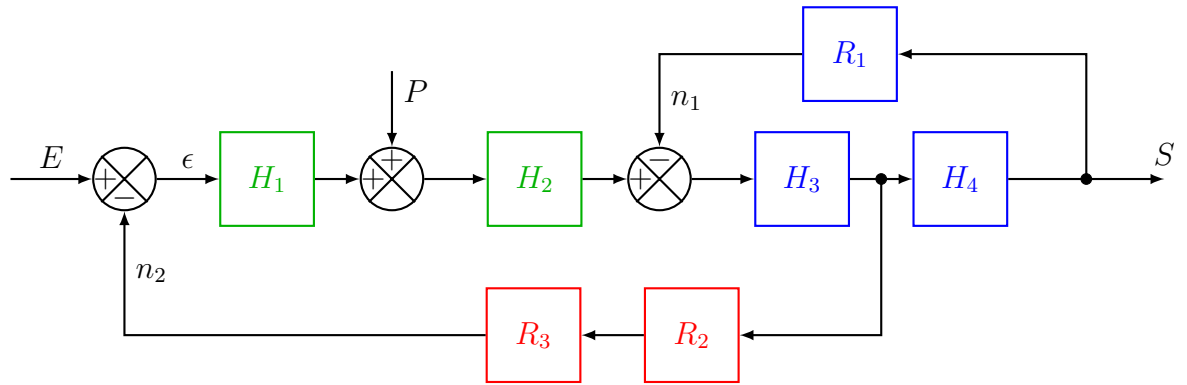 R₁
P
n₁
E
ϵ
S
+
−
H₁
+
+
H₂
−
+
H₃
H₄
n₂
R₃
R₂